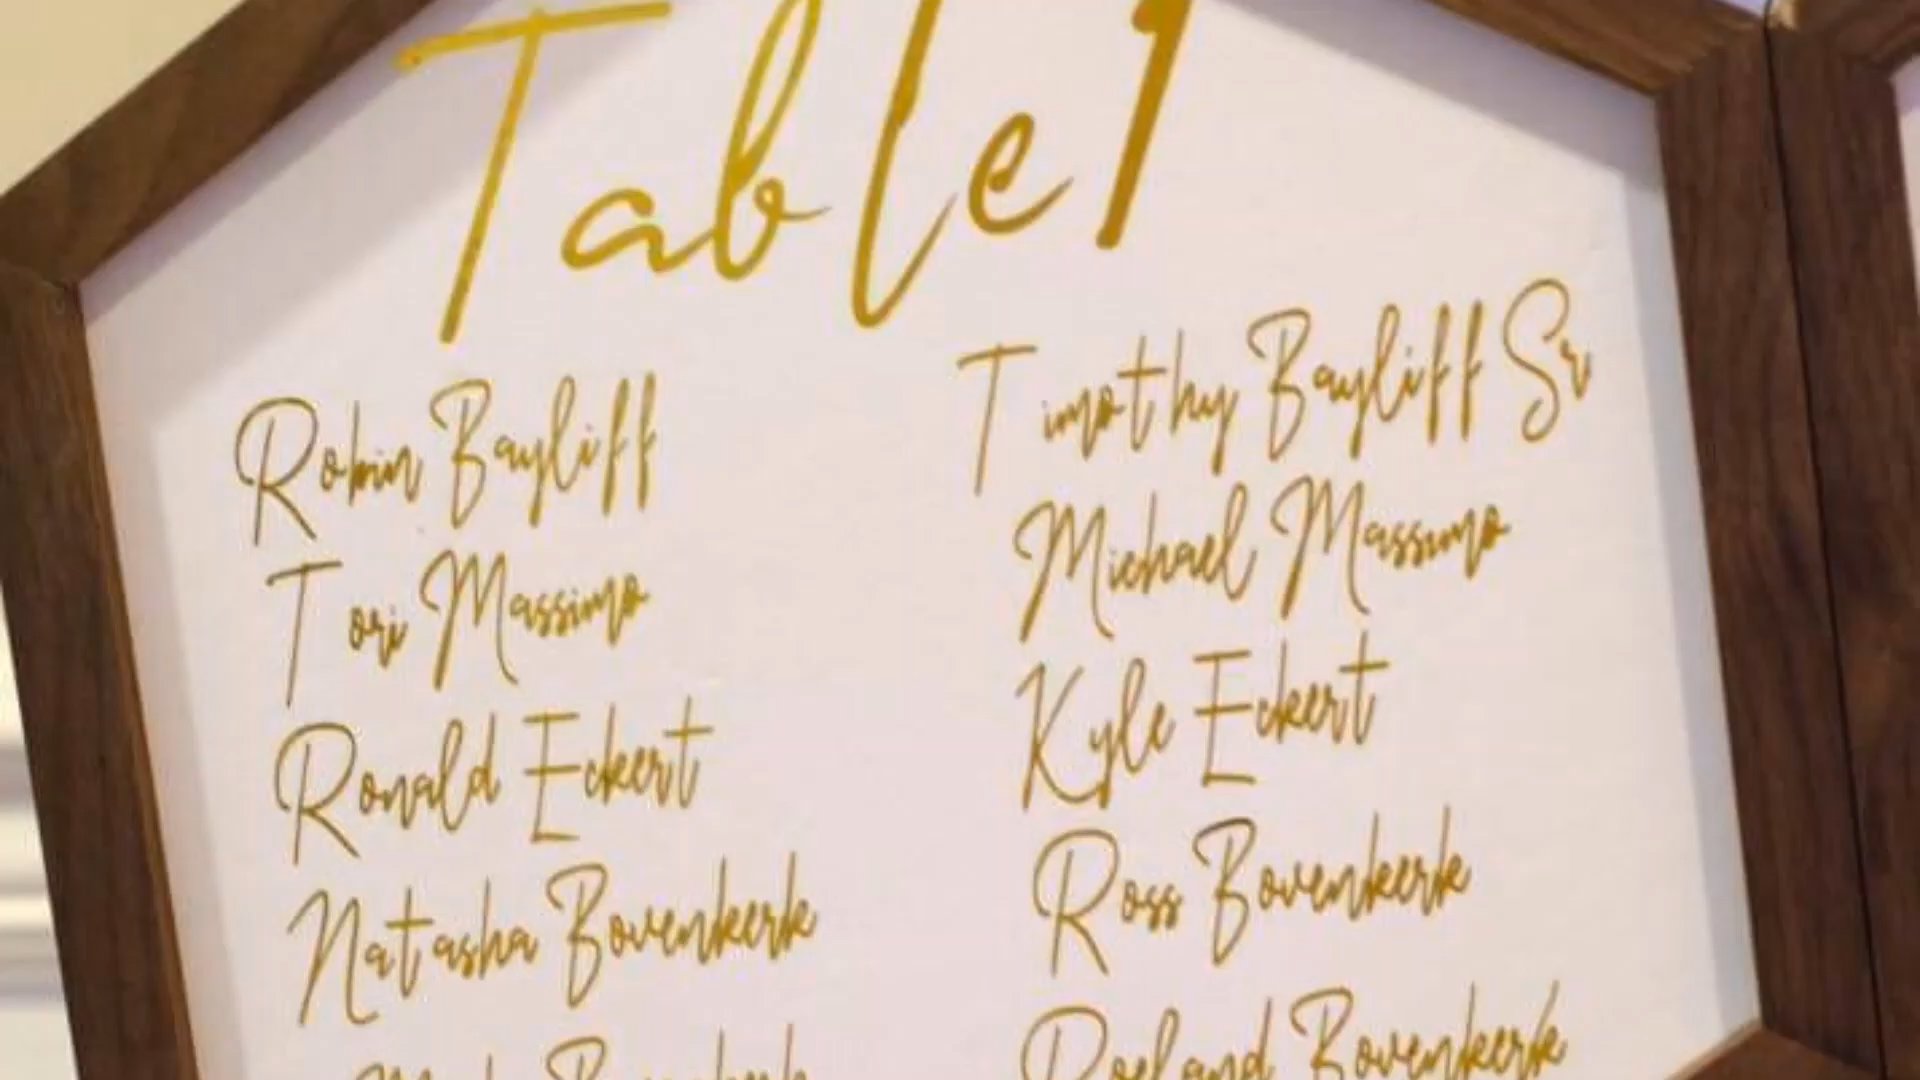 Table 1
Robin Bayliff
Tori Massimo
Ronald Eckert
Natasha Bovenkerk
Timothy Bayliff Sr
Michael Massimo
Kyle Eckert
Ross Bovenkerk
Roeland Bovenkerk